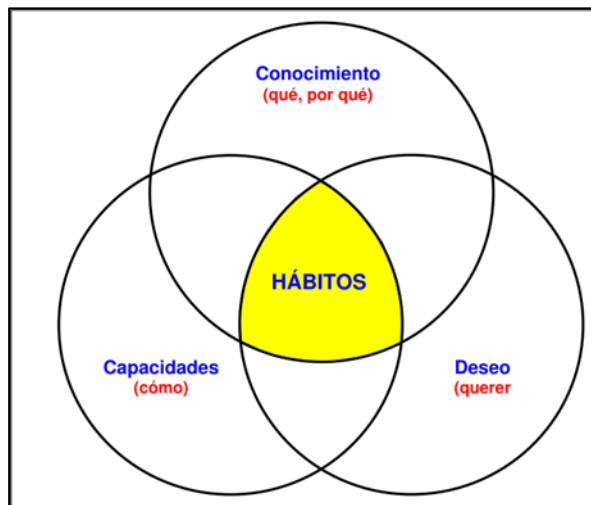 Conocimiento
(qué, por qué)
HÁBITOS
Capacidades
(cómo)
Deseo
(querer